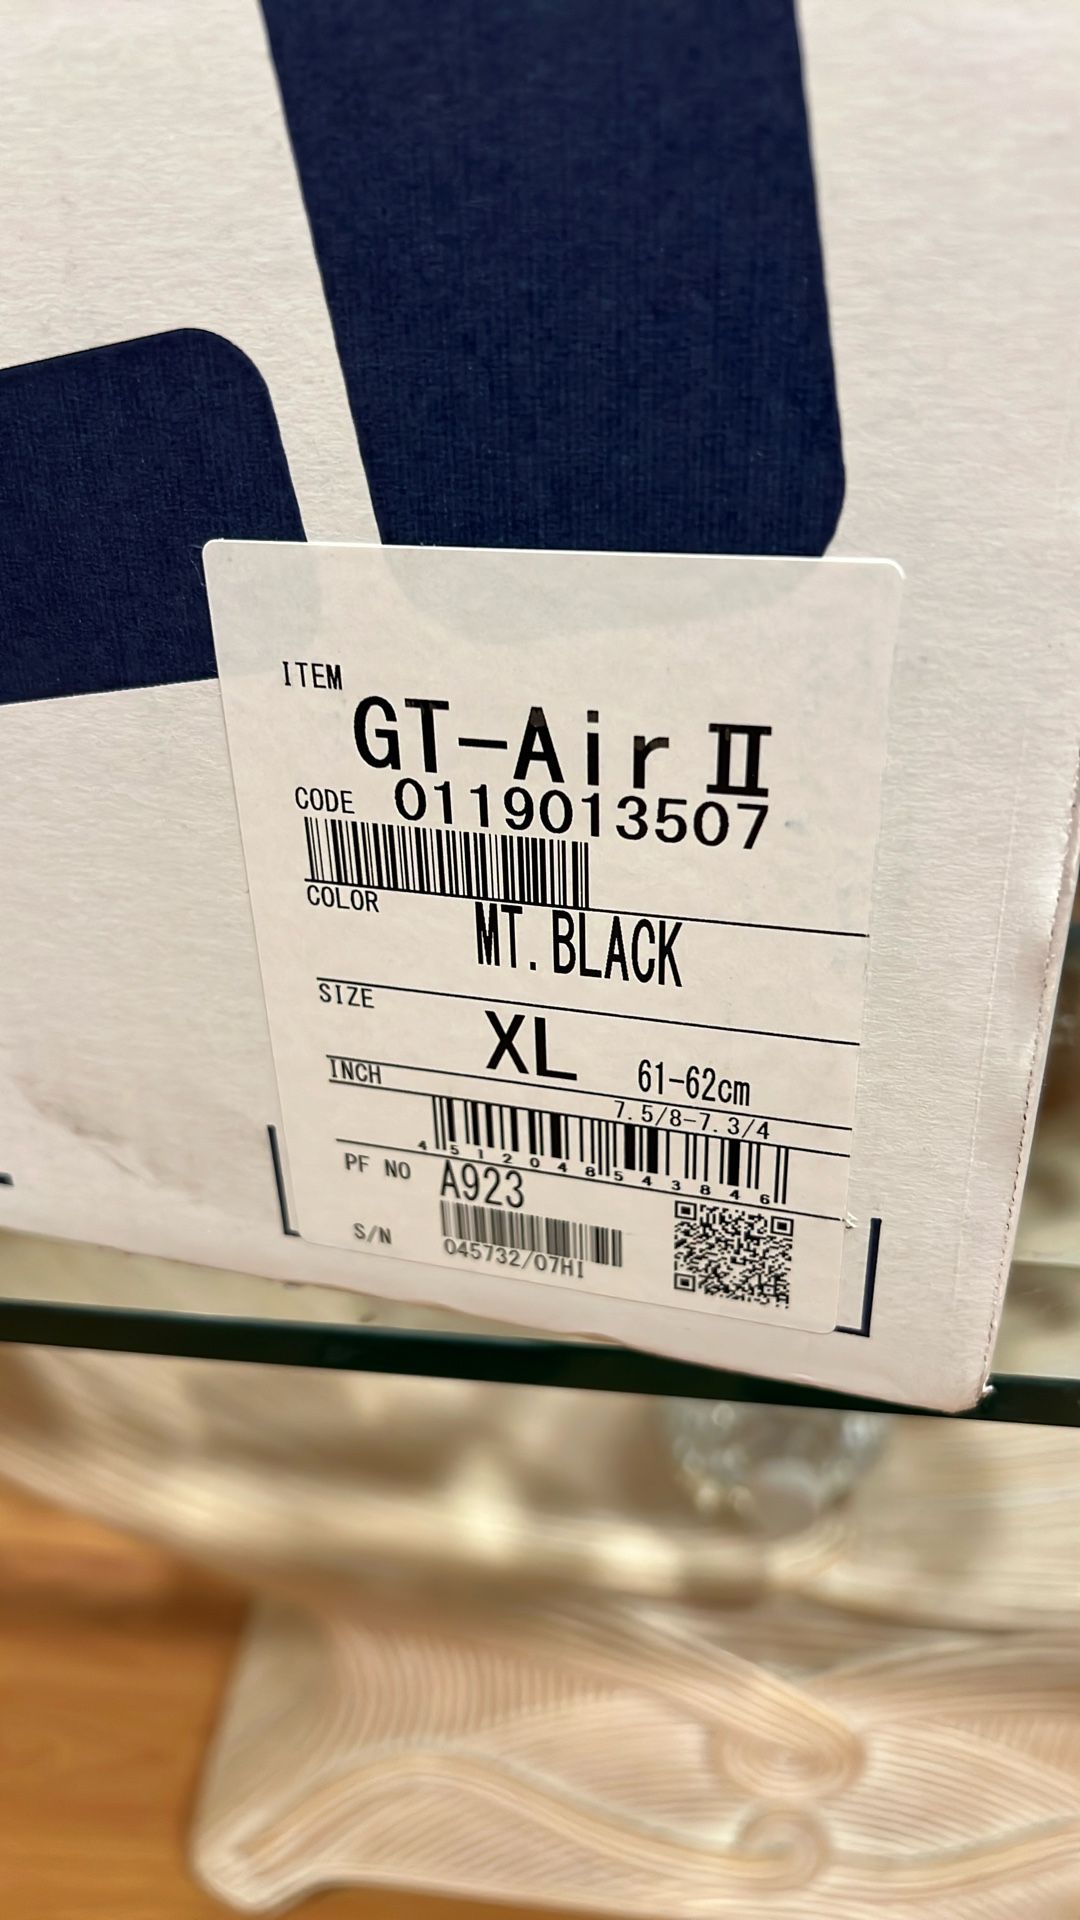 ITEM
GT-Air Ⅱ
CODE 0119013507
COLOR
MT.BLACK
SIZE
XL 61-62cm
INCH
7.5/8-7.3/4
4512048543846
PF NO A923
S/N
045732/07HI